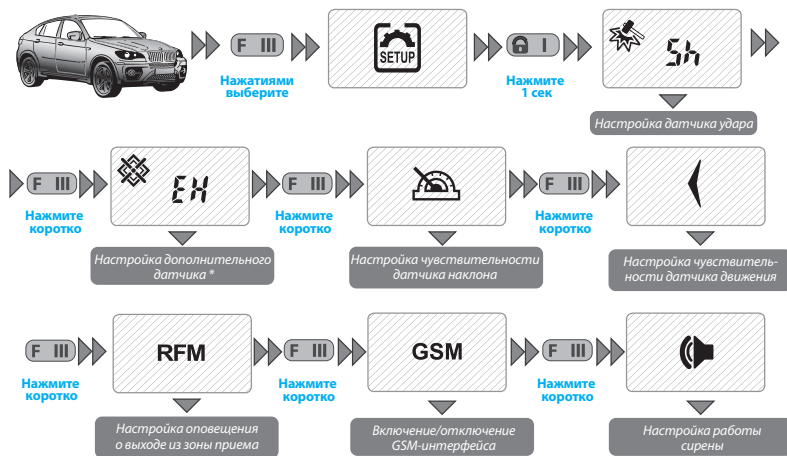 F III
SETUP
I
Sh
Нажатиями
выберите
Нажмите
1 сек
Настройка датчика удара
F III
EH
F III
F III
Нажмите
коротко
Нажмите
коротко
Нажмите
коротко
Настройка дополнительного
датчика *
Настройка чувствительности
датчика наклона
Настройка чувствитель-
ности датчика движения
F III
RFM
F III
GSM
F III
Нажмите
коротко
Нажмите
коротко
Нажмите
коротко
Настройка оповещения
о выходе из зоны приема
Включение/отключение
GSM-интерфейса
Настройка работы
сирены